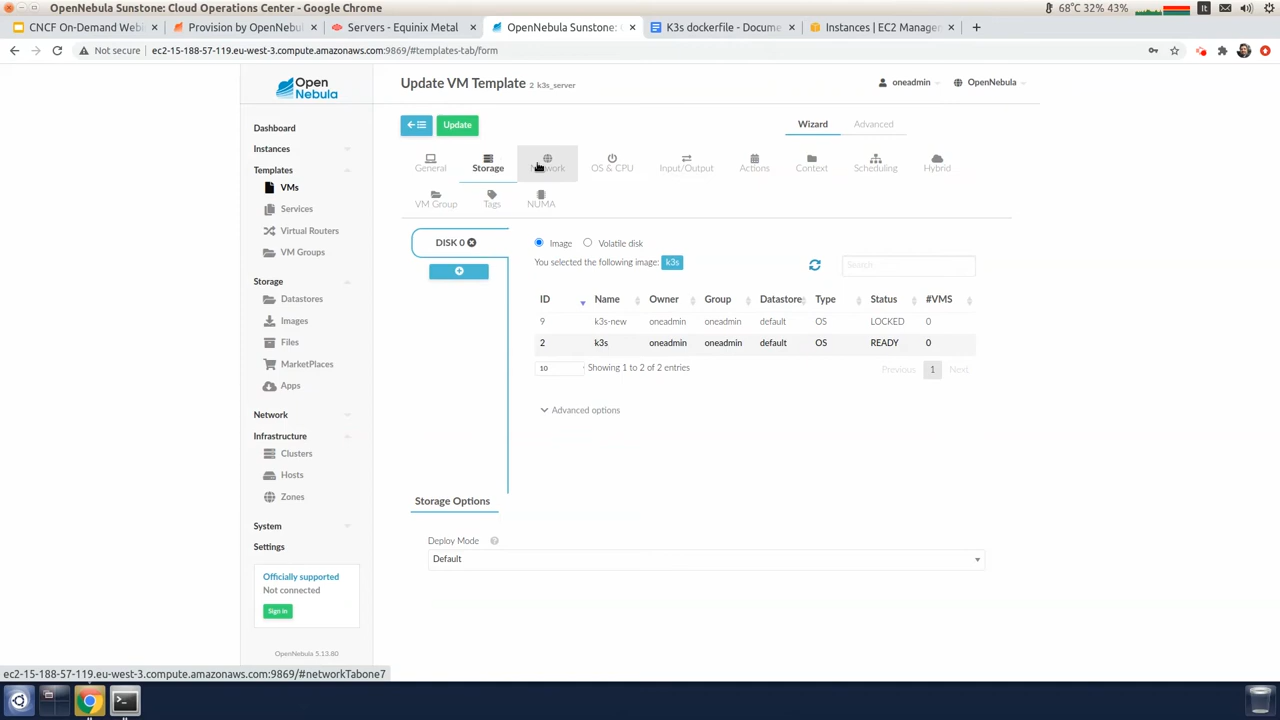 OpenNebula Sunstone: Cloud Operations Center - Google Chrome
68°C 32% 43%
CNCF On-Demand Webin
Provision by OpenNebul
Servers - Equinix Metal
OpenNebula Sunstone: C
K3s dockerfile - Docume
Instances | EC2 Manage
Not secure
ec2-15-188-57-119.eu-west-3.compute.amazonaws.com:9869/#templates-tab/form
Open
Nebula
Update VM Template 2 k3s_server
oneadmin
OpenNebula
Update
Wizard
Advanced
General
Storage
Network
OS & CPU
Input/Output
Actions
Context
Scheduling
Hybrid
VM Group
Tags
NUMA
Dashboard
Instances
Templates
VMs
Services
Virtual Routers
VM Groups
Storage
Datastores
Images
Files
MarketPlaces
Apps
Network
Infrastructure
Clusters
Hosts
Zones
System
Settings
Officially supported
Not connected
Sign in
OpenNebula 5.13.80
DISK 0
Image
Volatile disk
You selected the following image: k3s
Search
ID Name Owner Group Datastore Type Status #VMS
9 k3s-new oneadmin oneadmin default OS LOCKED 0
2 k3s oneadmin oneadmin default OS READY 0
10
Showing 1 to 2 of 2 entries
Previous 1 Next
Advanced options
Storage Options
Deploy Mode
Default
ec2-15-188-57-119.eu-west-3.compute.amazonaws.com:9869/#networkTabone7